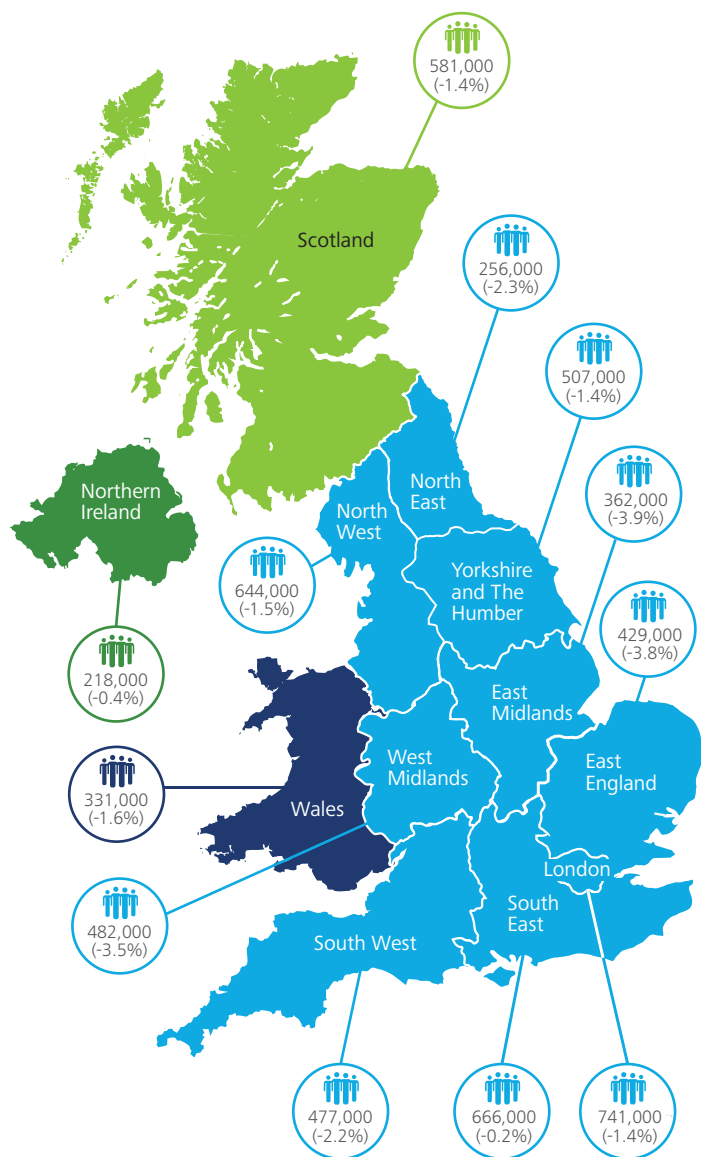 581,000
(-1.4%)
Scotland
256,000
(-2.3%)
507,000
(-1.4%)
Northern
Ireland
North
East
North
West
362,000
(-3.9%)
644,000
(-1.5%)
Yorkshire
and The
Humber
429,000
(-3.8%)
218,000
(-0.4%)
East
Midlands
West
Midlands
East
England
331,000
(-1.6%)
Wales
London
482,000
(-3.5%)
South
East
South West
477,000
(-2.2%)
666,000
(-0.2%)
741,000
(-1.4%)